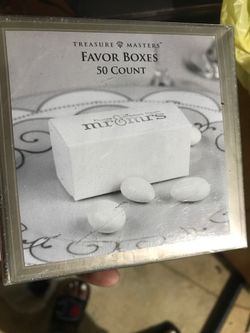 TREASURE MASTERS
FAVOR BOXES
50 COUNT
mr&mrs